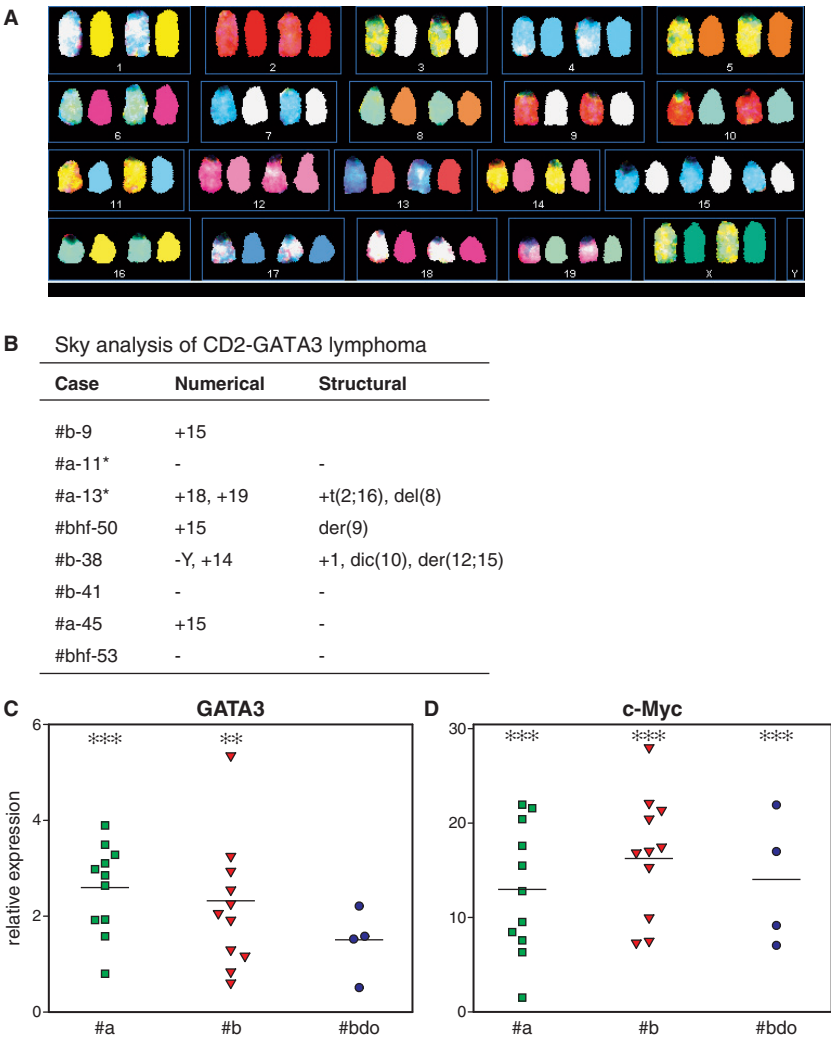 A
1 2 3 4 5
6 7 8 9 10
11 12 13 14 15
16 17 18 19 X Y
B Sky analysis of CD2-GATA3 lymphoma
Case Numerical Structural
#b-9 +15
#a-11* - -
#a-13* +18, +19 +t(2;16), del(8)
#bhf-50 +15 der(9)
#b-38 -Y, +14 +1, dic(10), der(12;15)
#b-41 - -
#a-45 +15 -
#bhf-53 - -
C GATA3
relative expression
6
4
2
0
*** **
#a #b #bdo
D c-Myc
30
20
10
0
*** *** ***
#a #b #bdo